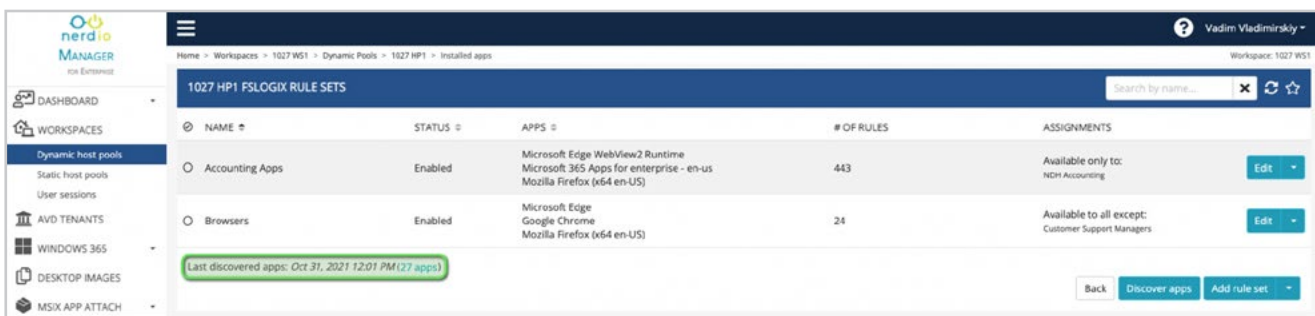 nerdio
MANAGER
FOR ENTERPRISE
? Vadim Vladimirskiy
Home > Workspaces > 1027 WS1 > Dynamic Pools > 1027 HP1 > Installed apps
Workspace: 1027 WS1
1027 HP1 FSLOGIX RULE SETS
Search by name...
DASHBOARD
WORKSPACES
Dynamic host pools
Static host pools
User sessions
AVD TENANTS
WINDOWS 365
DESKTOP IMAGES
MSIX APP ATTACH
NAME STATUS APPS # OF RULES ASSIGNMENTS
Accounting Apps Enabled
Microsoft Edge WebView2 Runtime
Microsoft 365 Apps for enterprise - en-us
Mozilla Firefox (x64 en-US)
443
Available only to:
NDH Accounting
Edit
Browsers Enabled
Microsoft Edge
Google Chrome
Mozilla Firefox (x64 en-US)
24
Available to all except:
Customer Support Managers
Edit
Last discovered apps: Oct 31, 2021 12:01 PM (27 apps)
Back Discover apps Add rule set